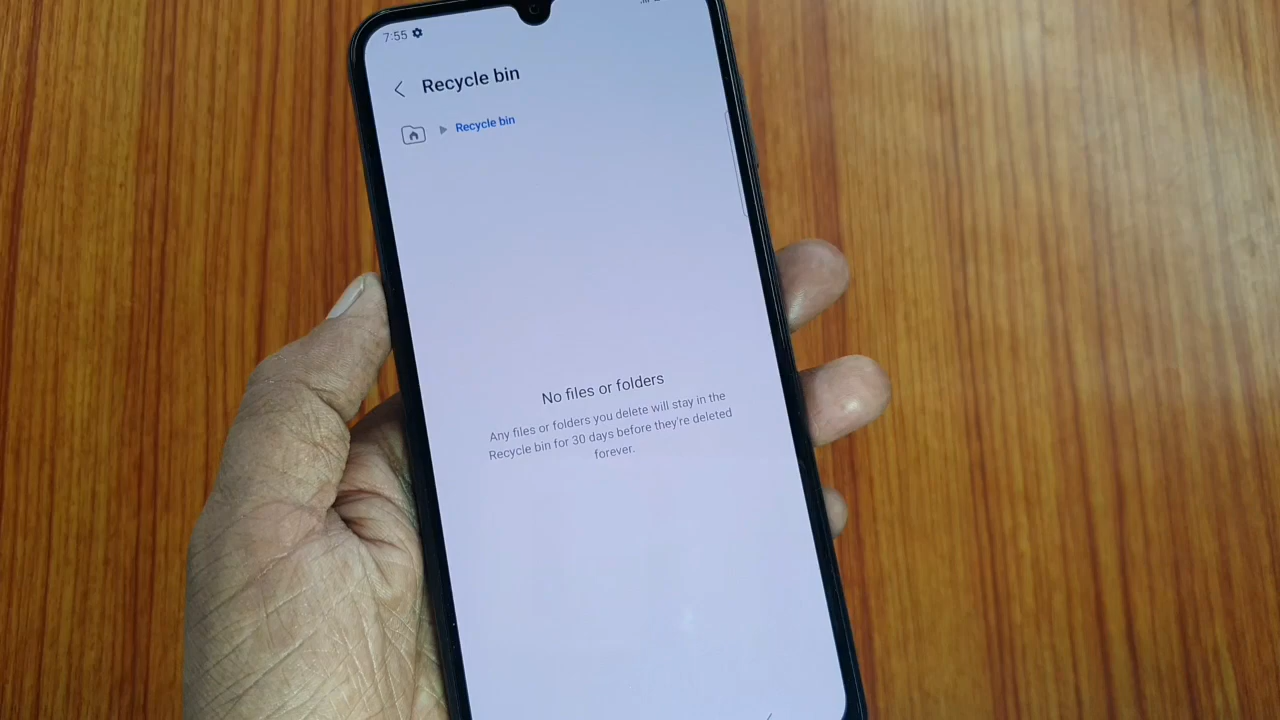 7:55
Recycle bin
Recycle bin
No files or folders
Any files or folders you delete will stay in the
Recycle bin for 30 days before they're deleted
forever.